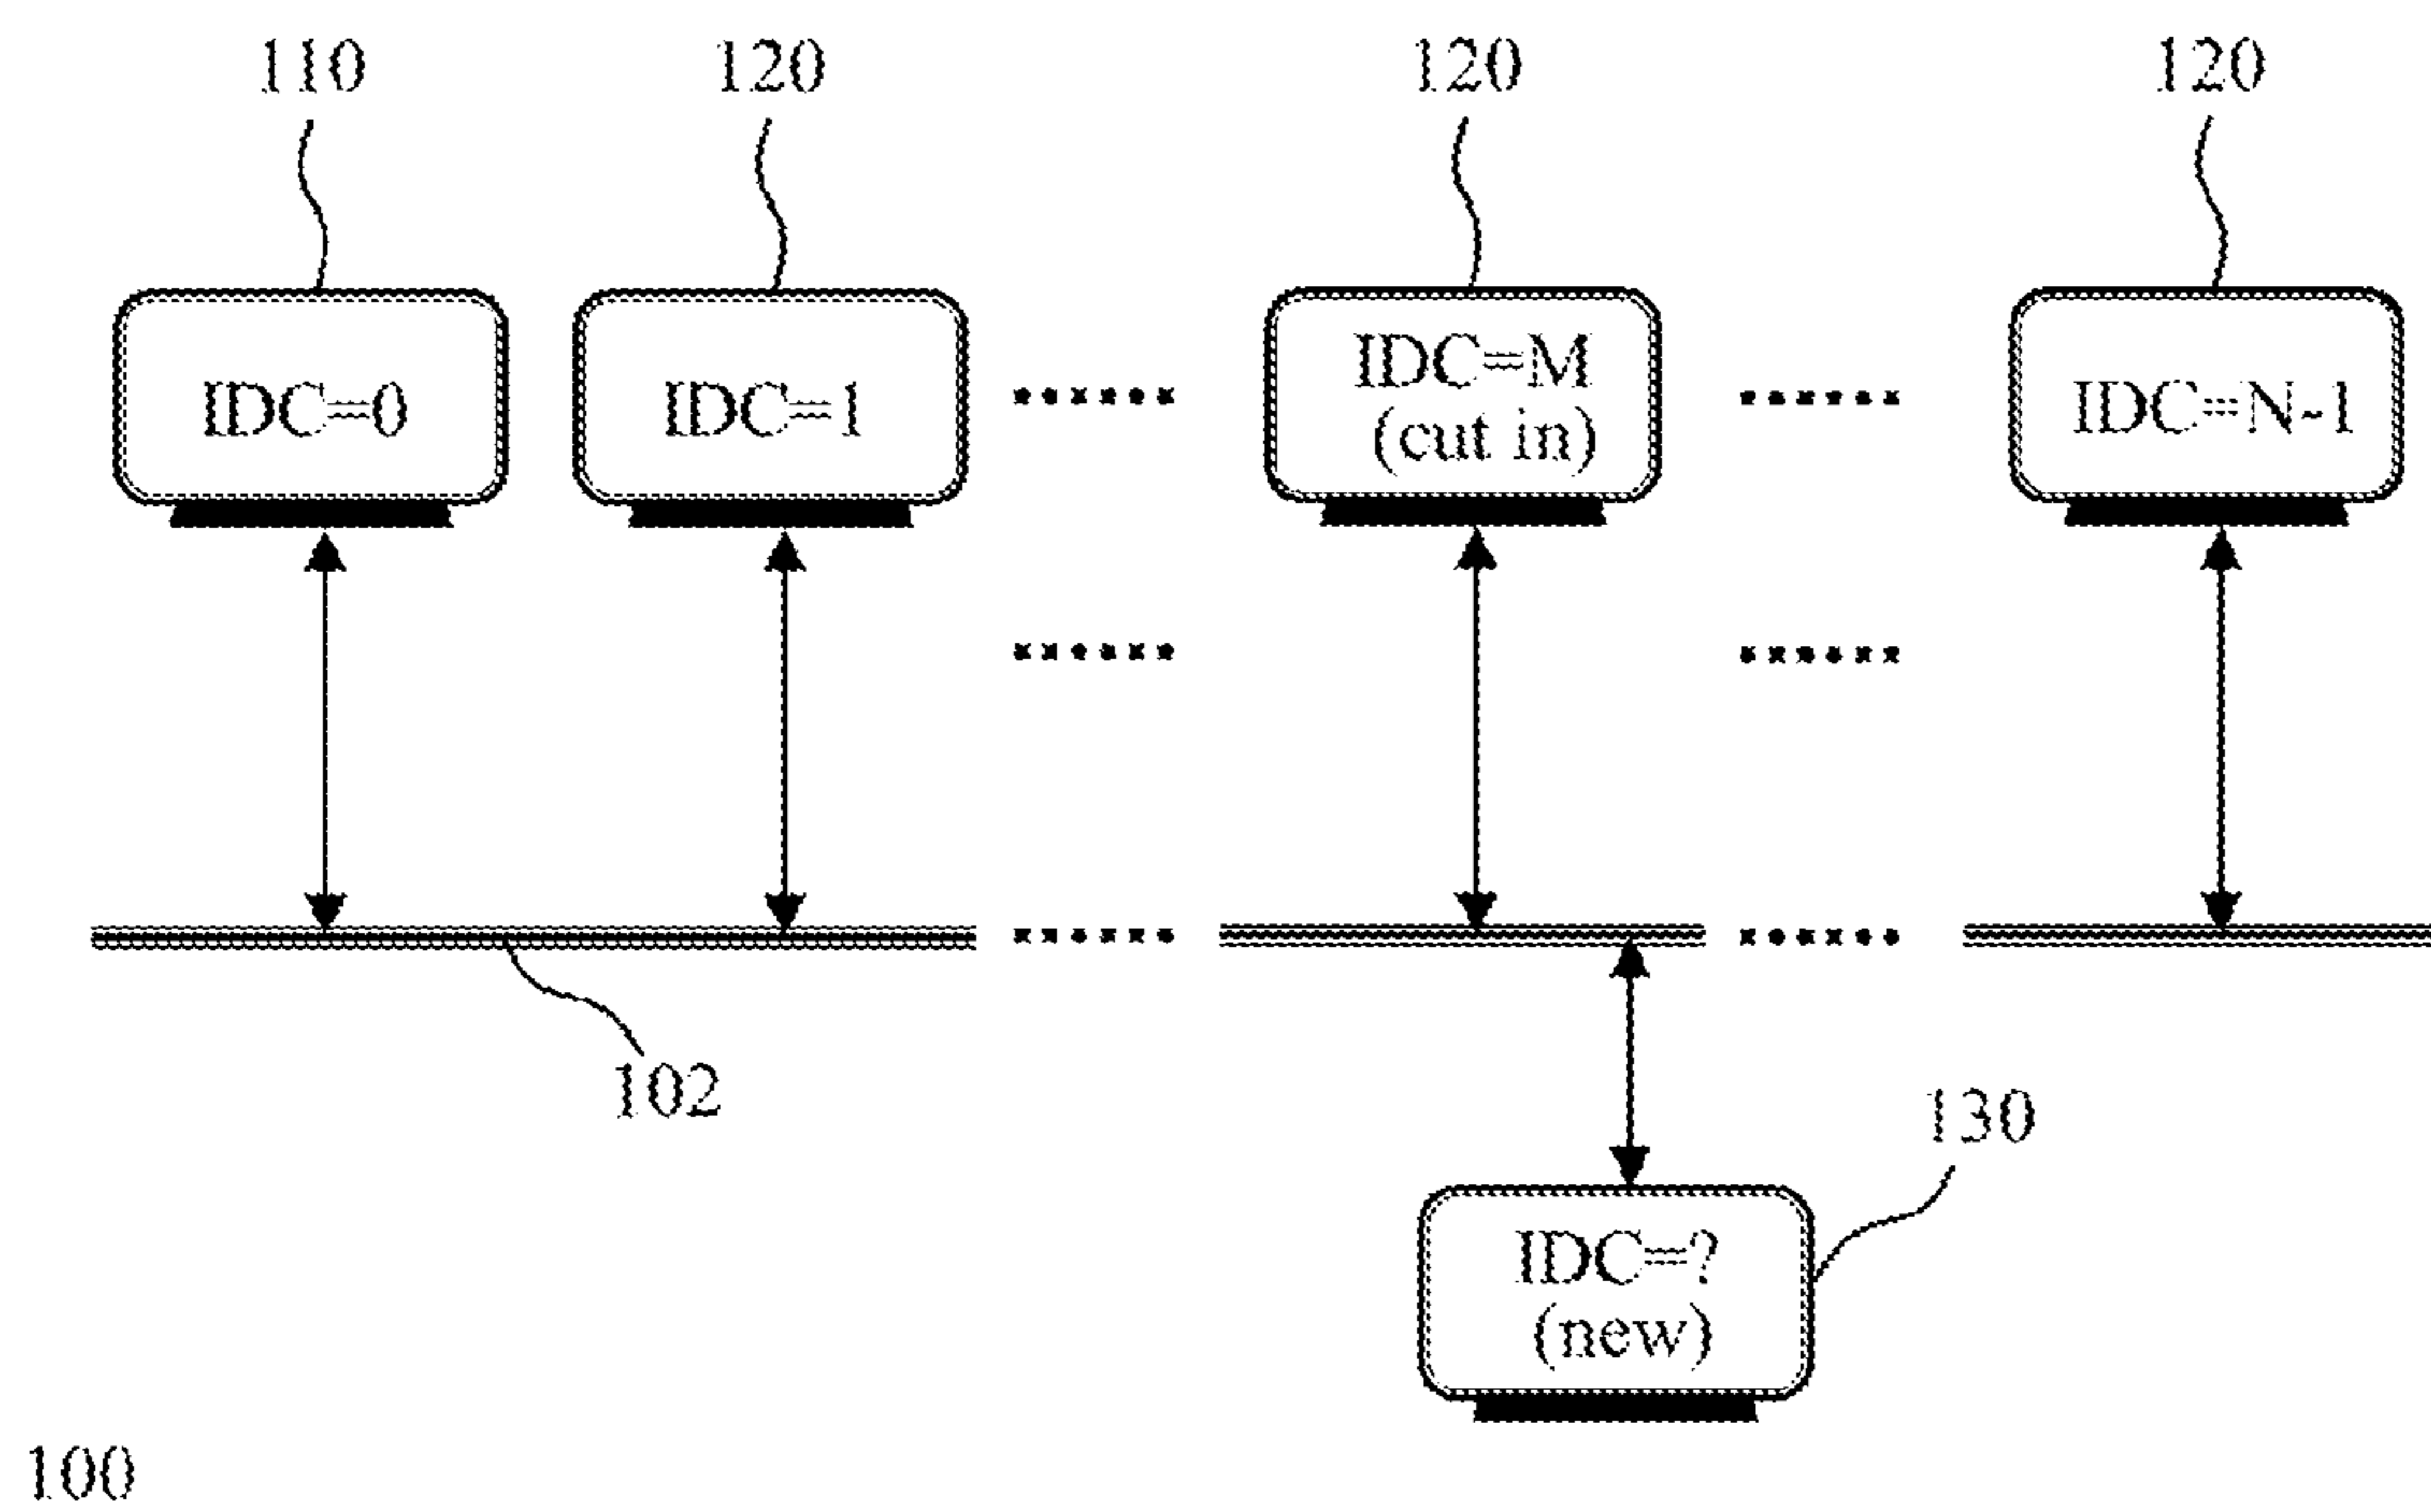 110
120
120
120
IDC=0
IDC=1
IDC=M
(cut in)
IDC=N-1
102
130
IDC=?
(new)
100